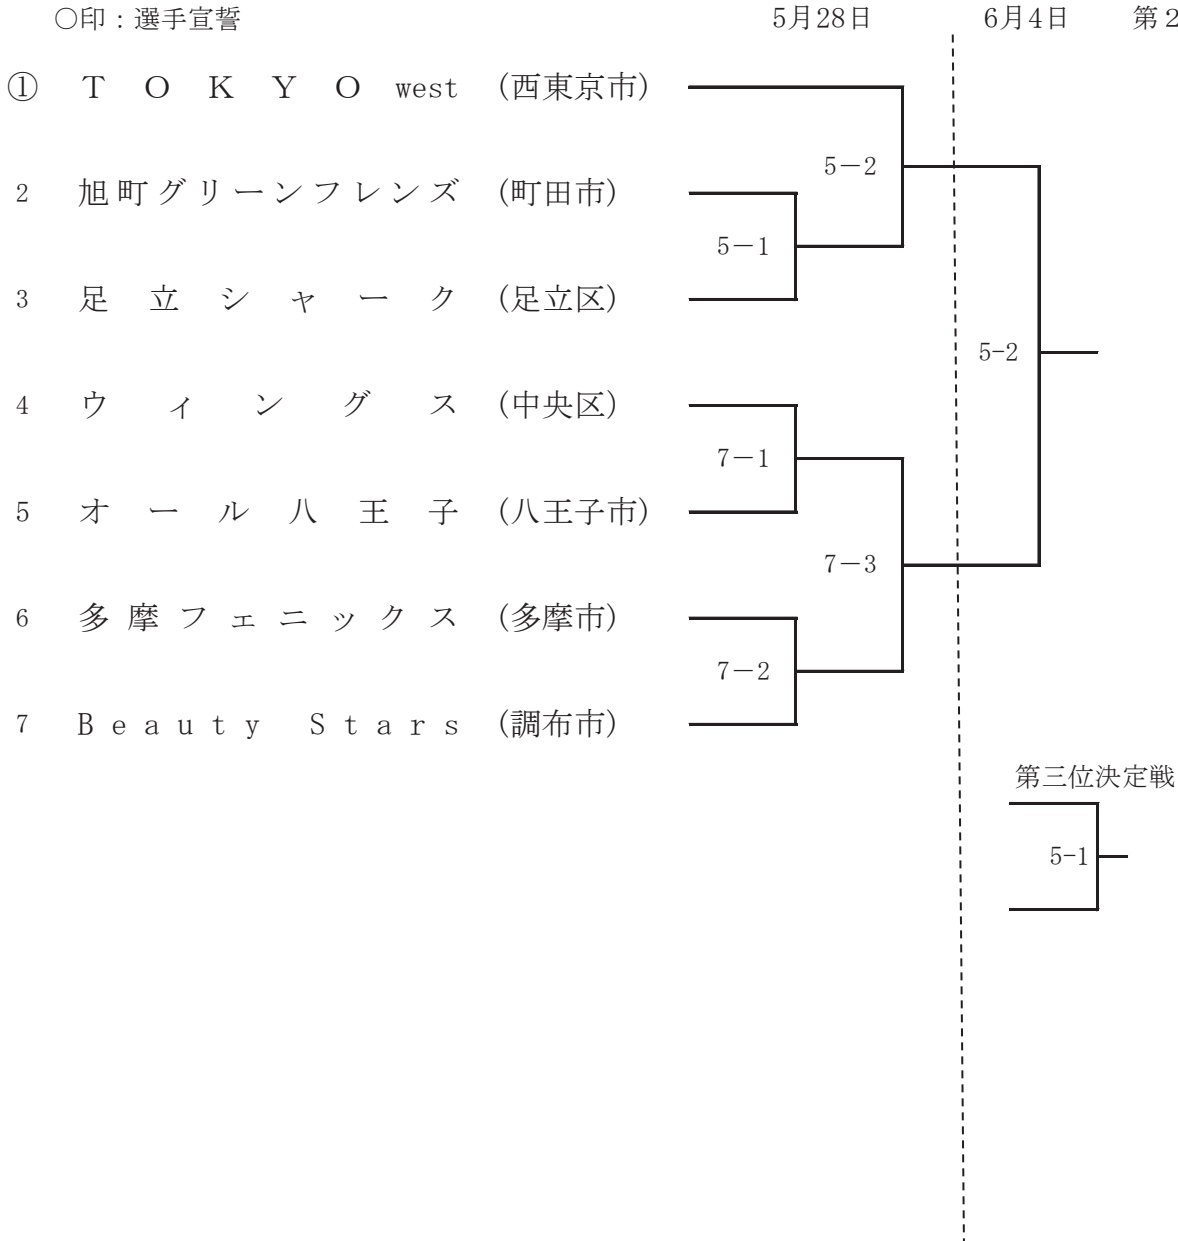 ○印：選手宣誓 5月28日 6月4日 第2
① ＴＯＫＹＯwest (西東京市)
5－2
2 旭町グリーンフレンズ (町田市)
5－1
3 足立シャーク (足立区)
5-2
4 ウィングス (中央区)
7－1
5 オール八王子 (八王子市)
7－3
6 多摩フェニックス (多摩市)
7－2
7 Beauty Stars (調布市)
第三位決定戦
5-1